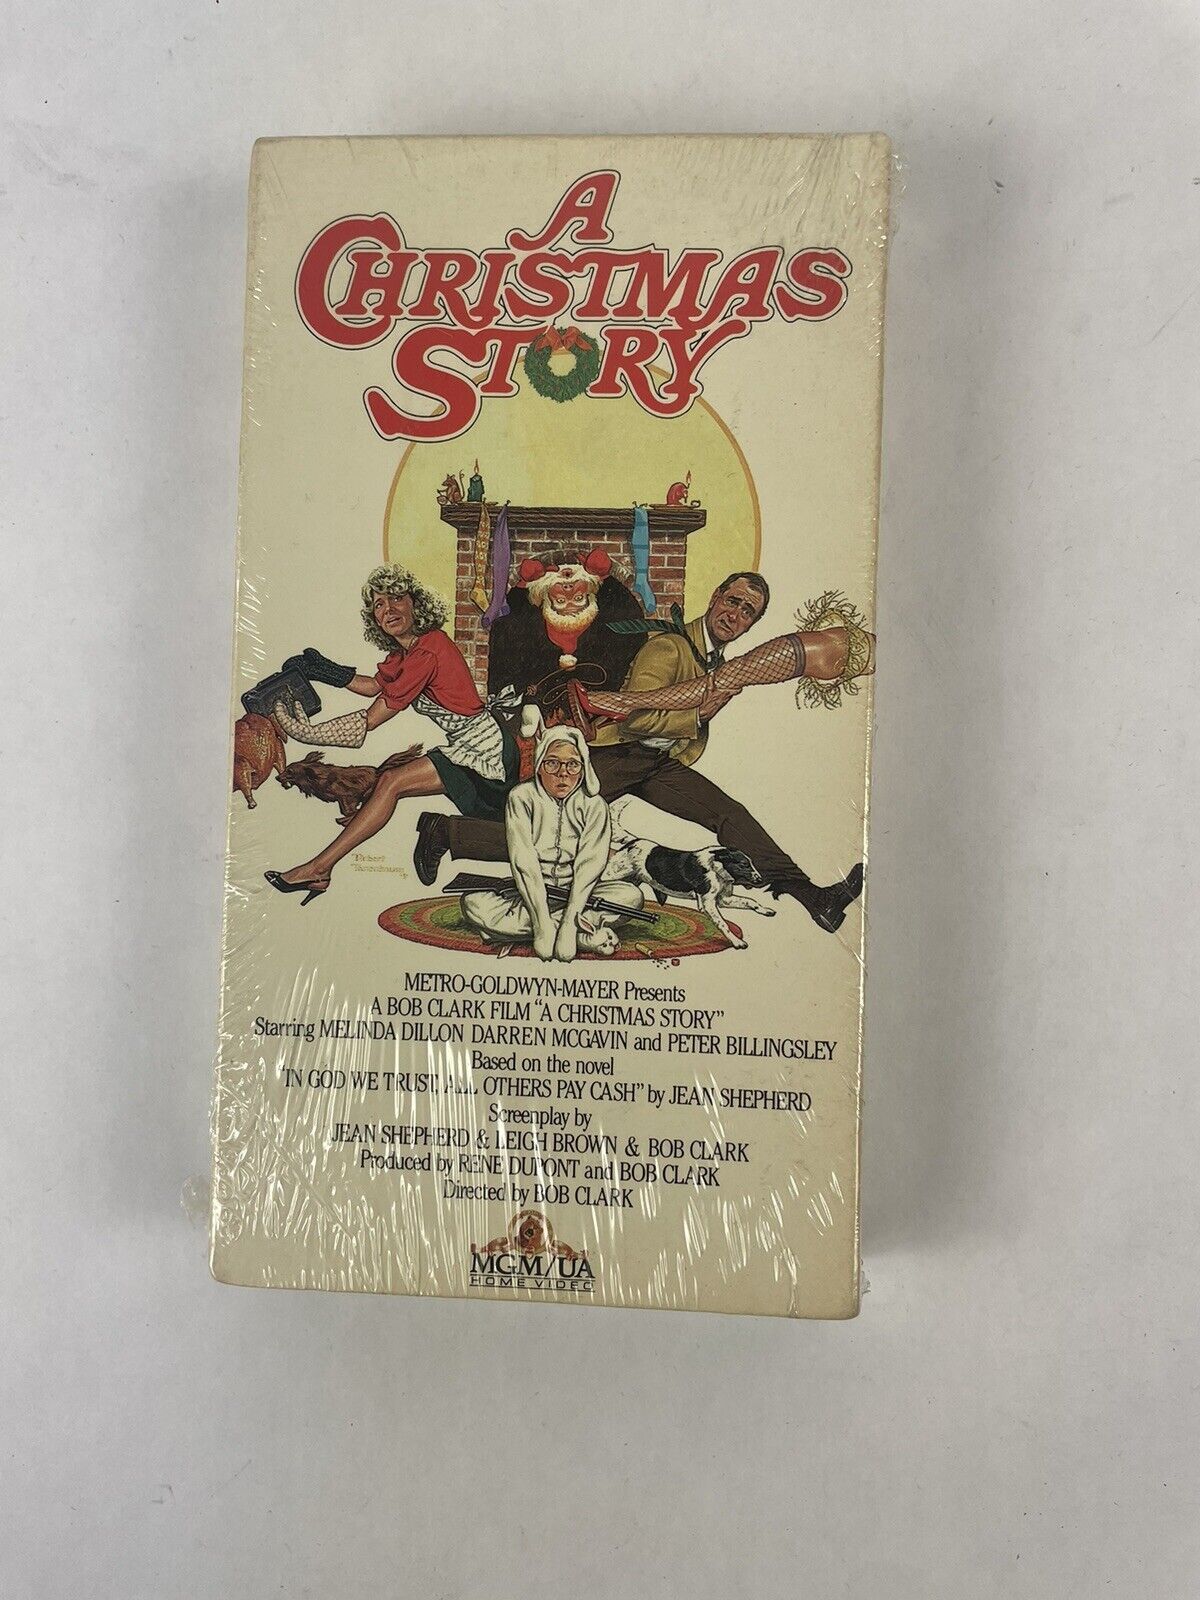 A
CHRISTMAS
STORY
METRO-GOLDWYN-MAYER Presents
A BOB CLARK FILM "A CHRISTMAS STORY"
Starring MELINDA DILLON DARREN MCGAVIN and PETER BILLINGSLEY
Based on the novel
"IN GOD WE TRUST, ALL OTHERS PAY CASH" by JEAN SHEPHERD
Screenplay by
JEAN SHEPHERD & LEIGH BROWN & BOB CLARK
Produced by RENE DUPONT and BOB CLARK
Directed by BOB CLARK
MGM/UA
HOME VIDEO